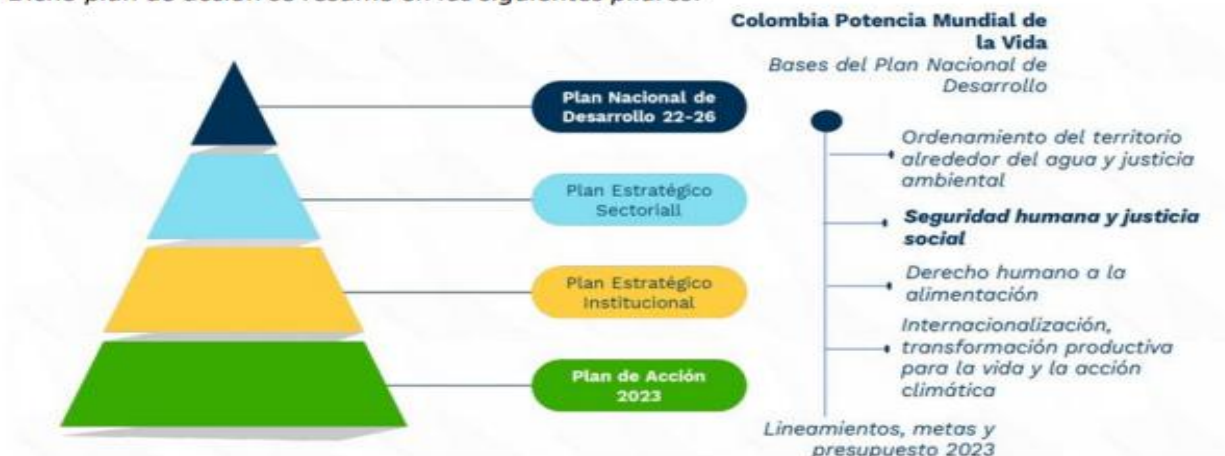 Plan Nacional de
Desarrollo 22-26
Plan Estratégico
Sectoriall
Plan Estratégico
Institucional
Plan de Acción
2023
Colombia Potencia Mundial de
la Vida
Bases del Plan Nacional de
Desarrollo
Ordenamiento del territorio
alrededor del agua y justicia
ambiental
Seguridad humana y justicia
social
Derecho humano a la
alimentación
Internacionalización,
transformación productiva
para la vida y la acción
climática
Lineamientos, metas y
presupuesto 2023